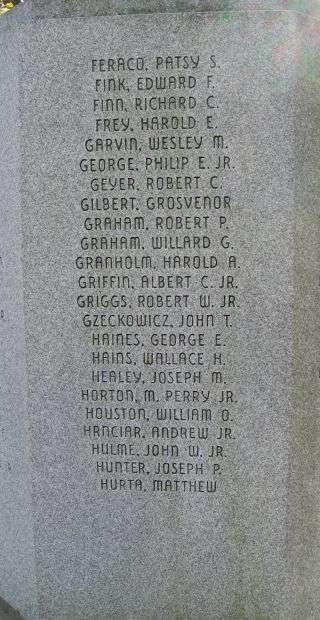 FERACO, PATSY S.
FINK, EDWARD F.
FINN, RICHARD C.
FREY, HAROLD E.
GARVIN, WESLEY M.
GEORGE, PHILIP E. JR.
GEYER, ROBERT C.
GILBERT, GROSVENOR
GRAHAM, ROBERT P.
GRAHAM, WILLARD G.
GRANHOLM, HAROLD A.
GRIFFIN, ALBERT C. JR.
GRIGGS, ROBERT W. JR.
GZECKOWICZ, JOHN T.
HAINES, GEORGE E.
HAINS, WALLACE H.
HEALEY, JOSEPH M.
HORTON, M. PERRY JR.
HOUSTON, WILLIAM O.
HRNCIAR, ANDREW JR.
HULME, JOHN W. JR.
HUNTER, JOSEPH P.
HURTA, MATTHEW